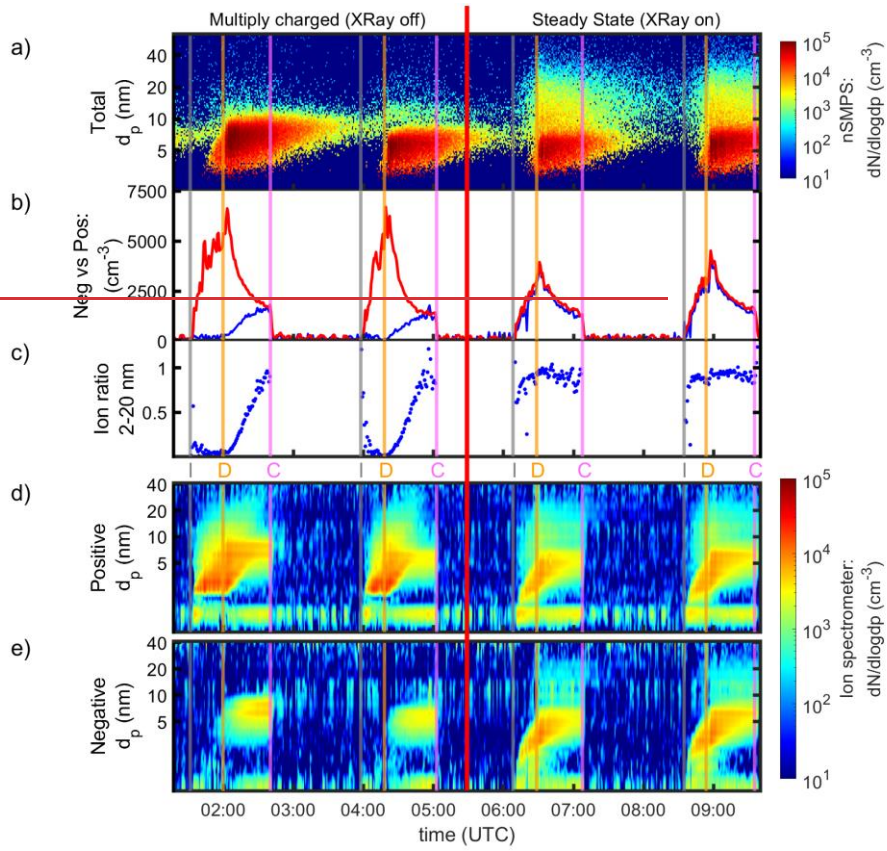 Multiply charged (XRay off)
Steady State (XRay on)
a)
Total
dp (nm)
40
20
10
5
10^5
10^4
10^3
10^2
10^1
nSMPS:
dN/dlogdp (cm-3)
b)
Neg vs Pos:
(cm-3)
7500
5000
2500
0
c)
Ion ratio
2-20 nm
1
0.5
I D C I D C I D C I D C
d)
Positive
dp (nm)
40
20
10
5
10^5
10^4
10^3
10^2
10^1
Ion spectrometer:
dN/dlogdp (cm-3)
e)
Negative
dp (nm)
40
20
10
5
02:00 03:00 04:00 05:00 06:00 07:00 08:00 09:00
time (UTC)